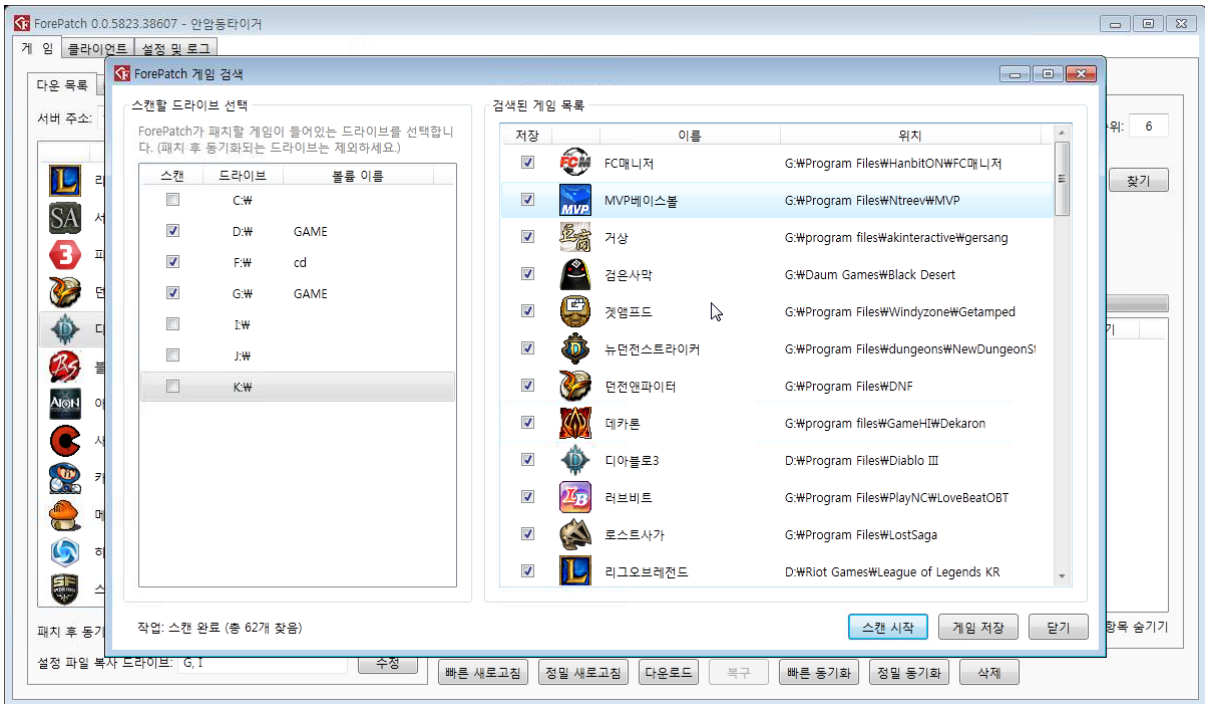 ForePatch 0.0.5823.38607 - 안암동타이거
게 임 클라이언트 설정 및 로그
다운 목록
서버 주소:
위: 6
찾기
ForePatch 게임 검색
스캔할 드라이브 선택
ForePatch가 패치할 게임이 들어있는 드라이브를 선택합니
다. (패치 후 동기화되는 드라이브는 제외하세요.)
스캔 드라이브 볼륨 이름
C:₩
D:₩ GAME
F:₩ cd
G:₩ GAME
I:₩
J:₩
K:₩
검색된 게임 목록
저장 이름 위치
FC매니저 G:₩Program Files₩HanbitON₩FC매니저
MVP베이스볼 G:₩Program Files₩Ntreev₩MVP
거상 G:₩program files₩akinteractive₩gersang
검은사막 G:₩Daum Games₩Black Desert
겟앰프드 G:₩Program Files₩Windyzone₩Getamped
뉴던전스트라이커 G:₩Program Files₩dungeons₩NewDungeonSt
던전앤파이터 G:₩Program Files₩DNF
데카론 G:₩program files₩GameHI₩Dekaron
디아블로3 D:₩Program Files₩Diablo III
러브비트 G:₩Program Files₩PlayNC₩LoveBeatOBT
로스트사가 G:₩Program Files₩LostSaga
리그오브레전드 D:₩Riot Games₩League of Legends KR
작업: 스캔 완료 (총 62개 찾음)
스캔 시작 게임 저장 닫기
패치 후 동기
항목 숨기기
설정 파일 복사 드라이브: G, I 수정
빠른 새로고침 정밀 새로고침 다운로드 복구 빠른 동기화 정밀 동기화 삭제